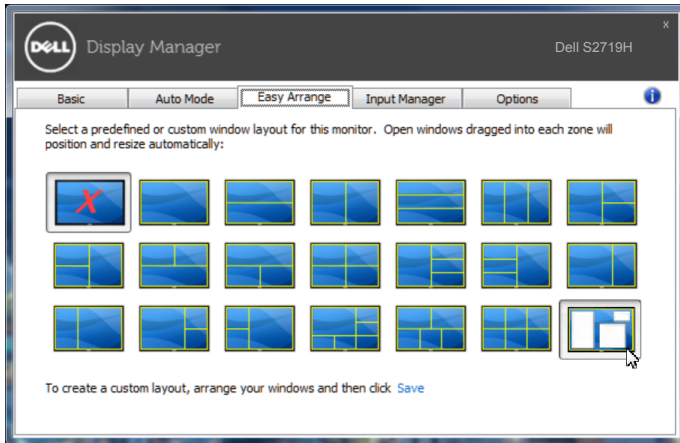 x
DELL Display Manager Dell S2719H
Basic Auto Mode Easy Arrange Input Manager Options i
Select a predefined or custom window layout for this monitor. Open windows dragged into each zone will
position and resize automatically:
X
To create a custom layout, arrange your windows and then click Save